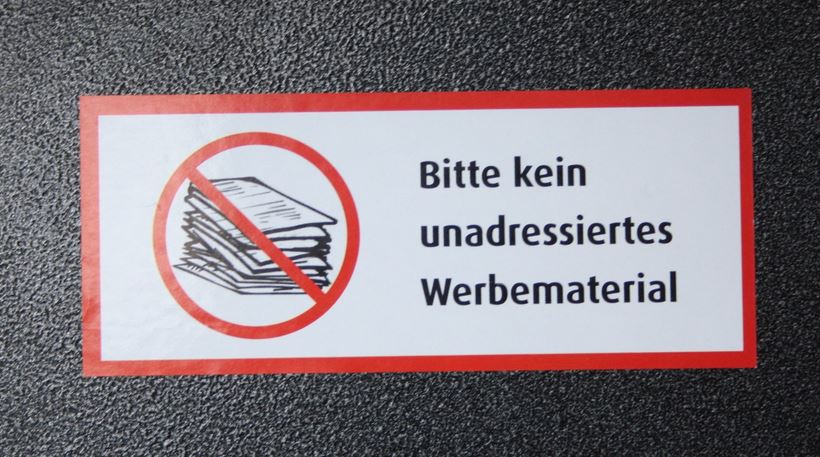 Bitte kein
unadressiertes
Werbematerial